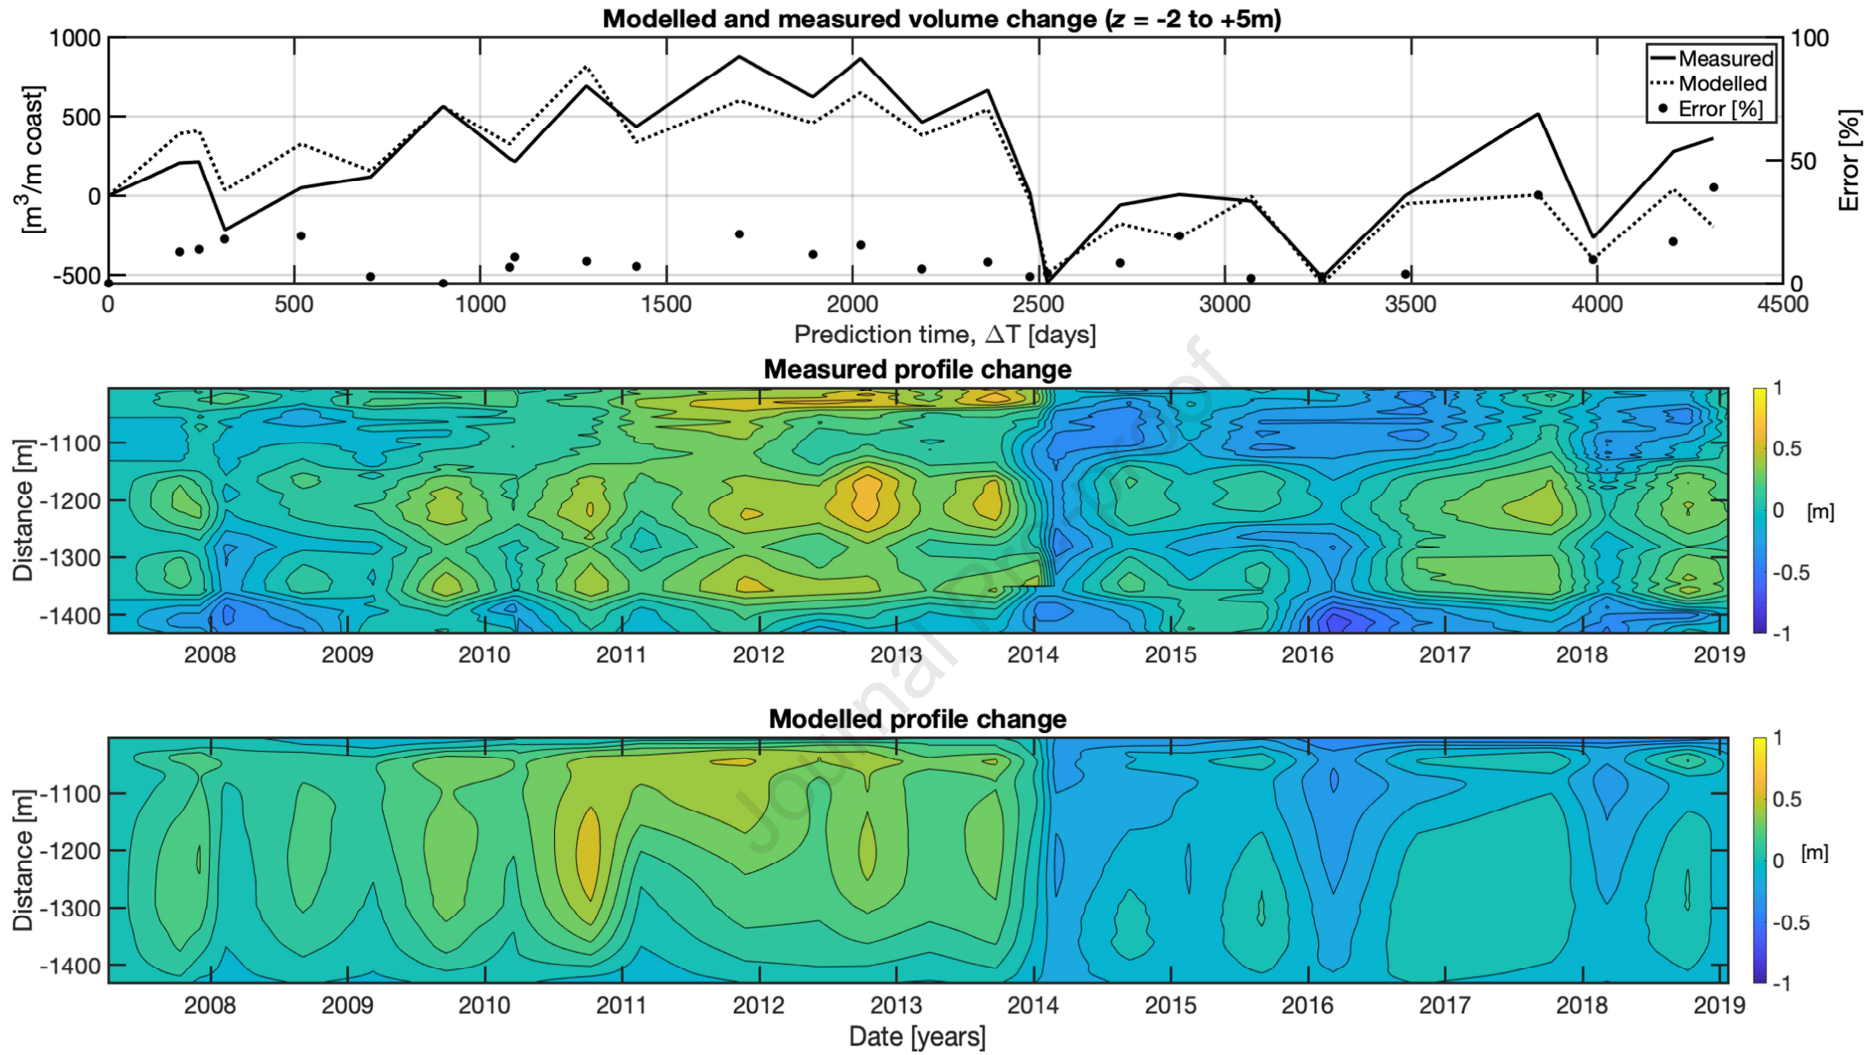 Modelled and measured volume change (z = -2 to +5m)
1000
500
0
-500
[m³/m coast]
100
50
0
Error [%]
Measured
Modelled
Error [%]
0 500 1000 1500 2000 2500 3000 3500 4000 4500
Prediction time, ΔT [days]
Measured profile change
-1100
-1200
-1300
-1400
Distance [m]
1
0.5
0
-0.5
-1
[m]
2008 2009 2010 2011 2012 2013 2014 2015 2016 2017 2018 2019
Modelled profile change
-1100
-1200
-1300
-1400
Distance [m]
1
0.5
0
-0.5
-1
[m]
2008 2009 2010 2011 2012 2013 2014 2015 2016 2017 2018 2019
Date [years]
Journal Pre-proof